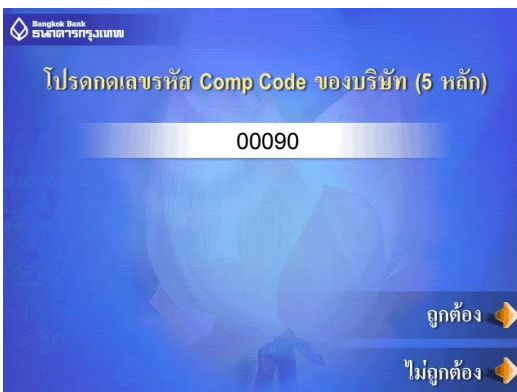 Bangkok Bank
ธนาคารกรุงเทพ
โปรดกดเลขรหัส Comp Code ของบริษัท (5 หลัก)
00090
ถูกต้อง
ไม่ถูกต้อง